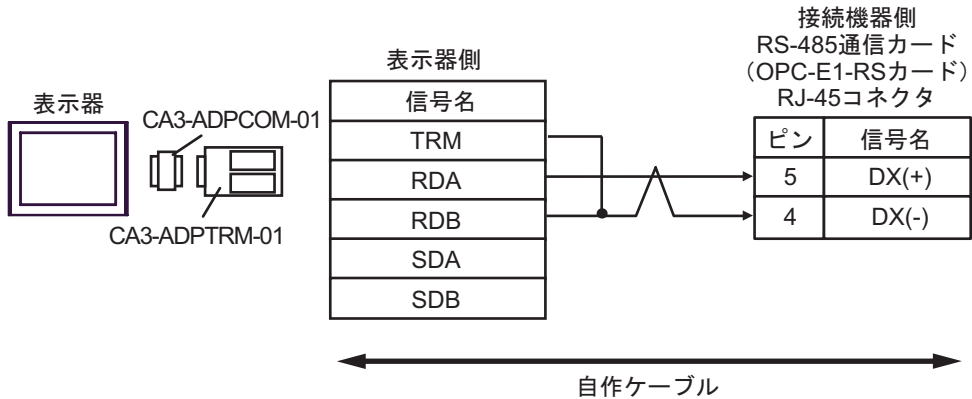 表示器
CA3-ADPCOM-01
CA3-ADPTRM-01
表示器側
信号名
TRM
RDA
RDB
SDA
SDB
接続機器側
RS-485通信カード
（OPC-E1-RSカード）
RJ-45コネクタ
ピン 信号名
5 DX(+)
4 DX(-)
自作ケーブル